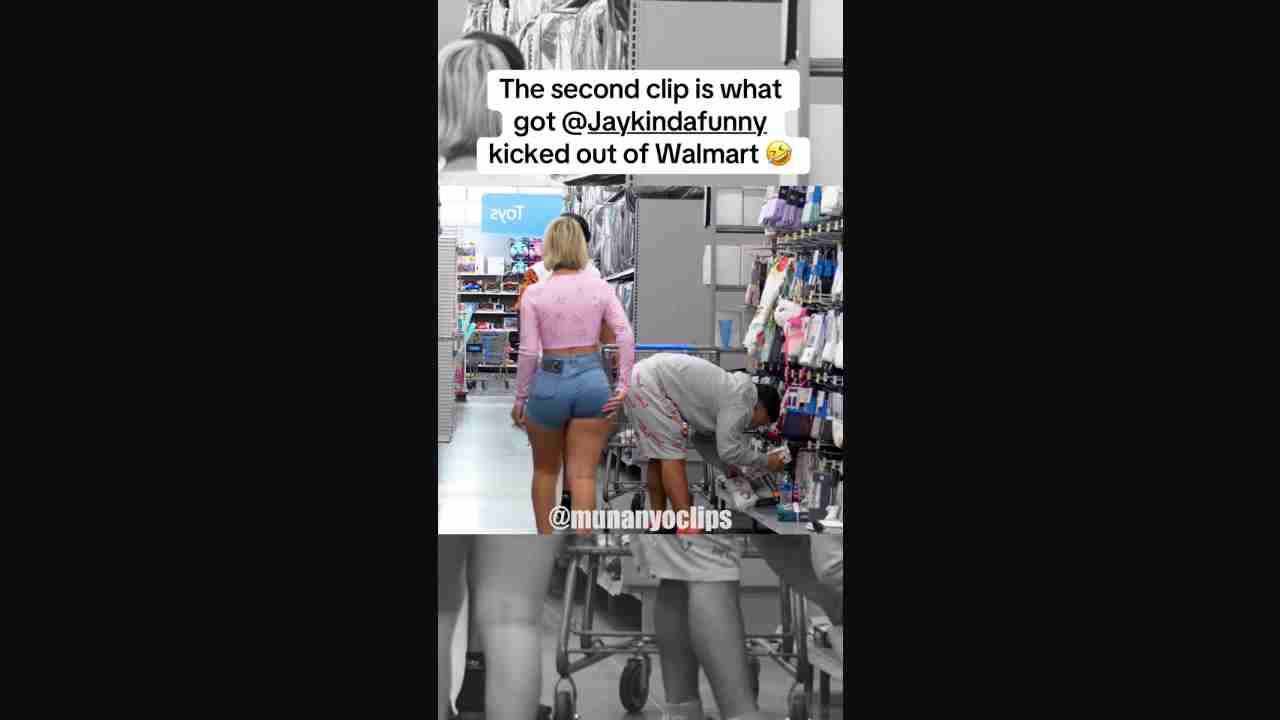 The second clip is what
got @Jaykindafunny
kicked out of Walmart 🤣
Toys
@munanyoclips